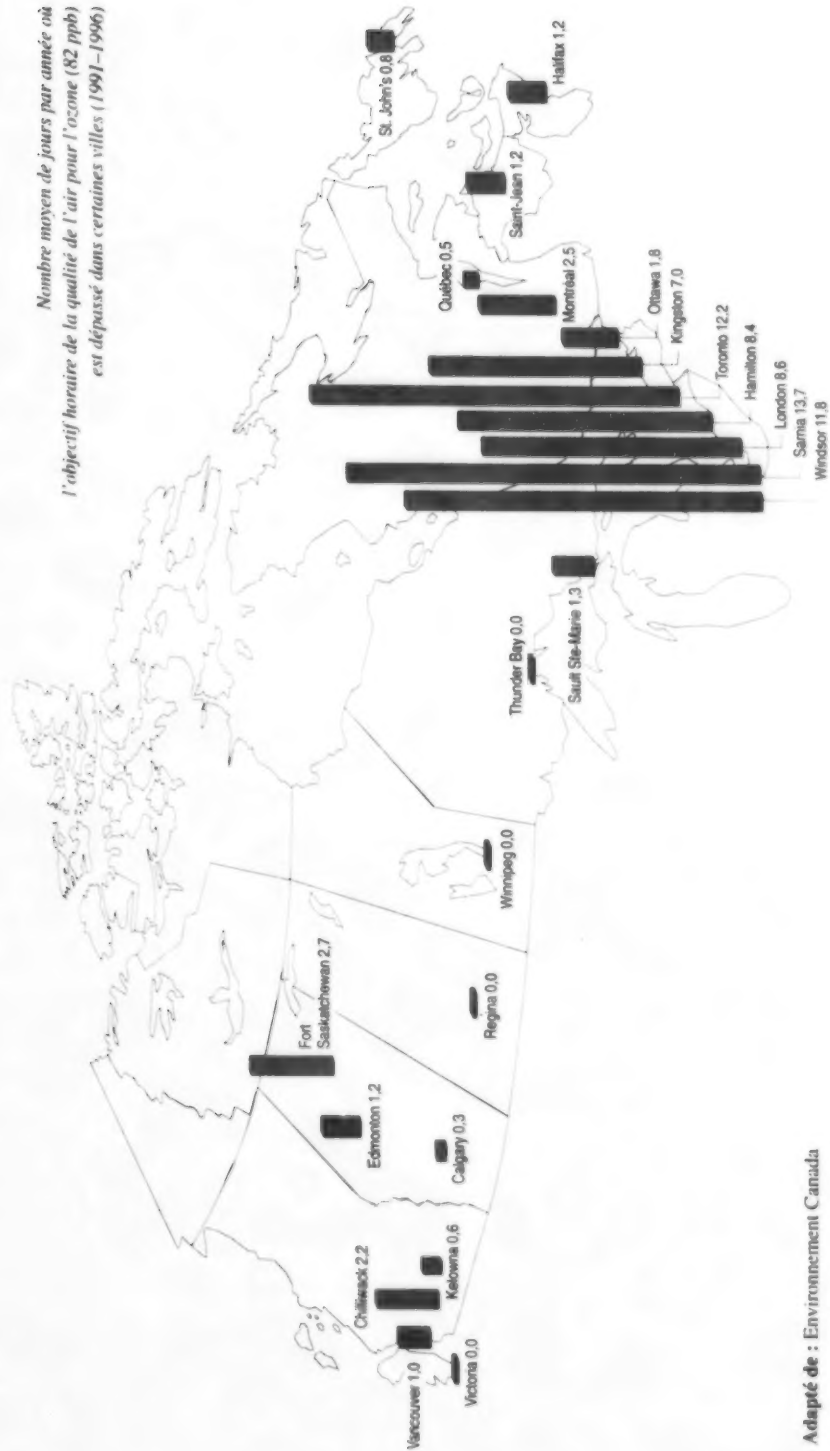 Nombre moyen de jours par année où
l'objectif horaire de la qualité de l'air pour l'ozone (82 ppb)
est dépassé dans certaines villes (1991–1996)
Vancouver 1,0
Victoria 0,0
Chilliwack 2,2
Kelowna 0,6
Edmonton 1,2
Calgary 0,3
Fort
Saskatchewan 2,7
Regina 0,0
Winnipeg 0,0
Thunder Bay 0,0
Sault Ste-Marie 1,3
Windsor 11,8
Sarnia 13,7
London 8,6
Hamilton 8,4
Toronto 12,2
Kingston 7,0
Ottawa 1,8
Montréal 2,5
Québec 0,5
Saint-Jean 1,2
Halifax 1,2
St. John's 0,8
Adapté de : Environnement Canada